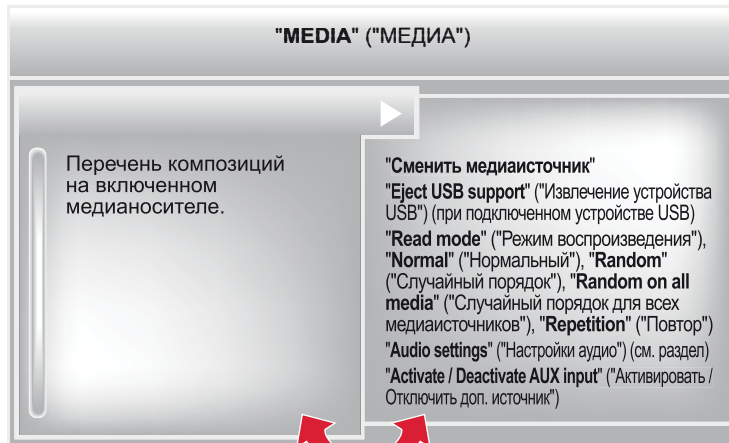 "MEDIA" ("МЕДИА")
Перечень композиций
на включенном
медианосителе.
"Сменить медиаисточник"
"Eject USB support" ("Извлечение устройства
USB") (при подключенном устройстве USB)
"Read mode" ("Режим воспроизведения"),
"Normal" ("Нормальный"), "Random"
("Случайный порядок"), "Random on all
media" ("Случайный порядок для всех
медиаисточников"), "Repetition" ("Повтор")
"Audio settings" ("Настройки аудио") (см. раздел)
"Activate / Deactivate AUX input" ("Активировать /
Отключить доп. источник")